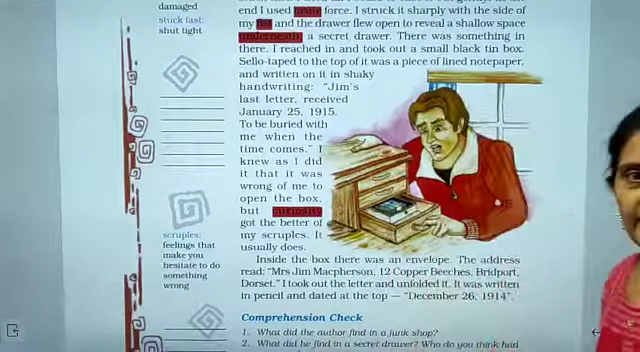 damaged
stuck fast:
shut tight
scruples:
feelings that
make you
hesitate to do
something
wrong
end I used brute force. I struck it sharply with the side of
my fist and the drawer flew open to reveal a shallow space
underneath, a secret drawer. There was something in
there. I reached in and took out a small black tin box.
Sello-taped to the top of it was a piece of lined notepaper,
and written on it in shaky
handwriting: “Jim's
last letter, received
January 25, 1915.
To be buried with
me when the
time comes.” I
knew as I did
it that it was
wrong of me to
open the box,
but curiosity
got the better of
my scruples. It
usually does.
Inside the box there was an envelope. The address
read: “Mrs Jim Macpherson, 12 Copper Beeches, Bridport,
Dorset.” I took out the letter and unfolded it. It was written
in pencil and dated at the top — “December 26, 1914”.
Comprehension Check
1. What did the author find in a junk shop?
2. What did he find in a secret drawer? Who do you think had